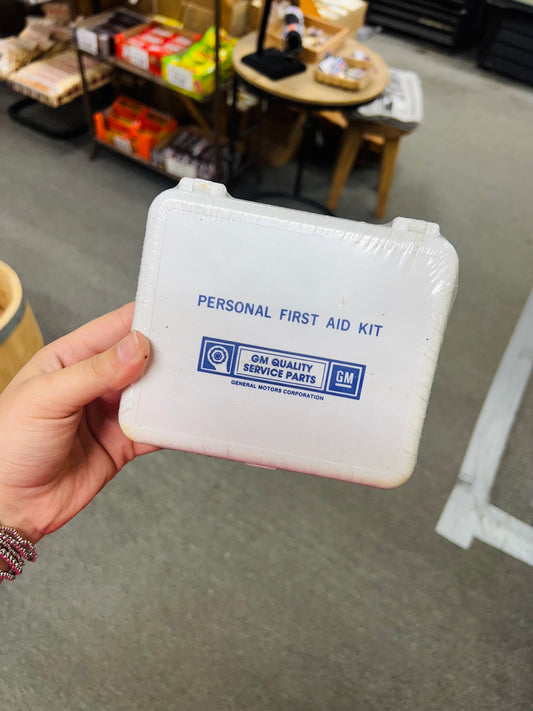 PERSONAL FIRST AID KIT
GM QUALITY
SERVICE PARTS
GM
GENERAL MOTORS CORPORATION